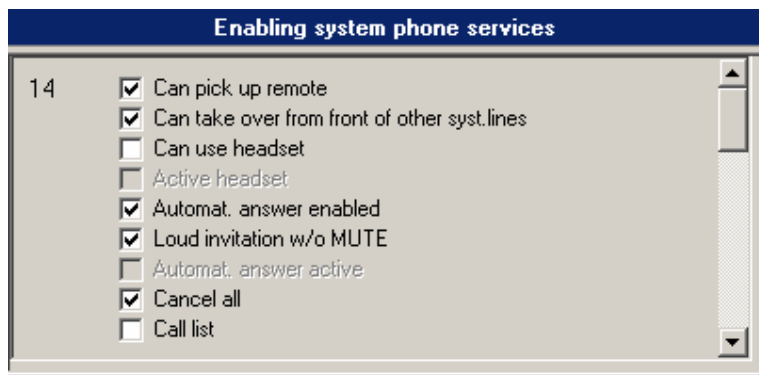 Enabling system phone services
14 Can pick up remote
Can take over from front of other syst.lines
Can use headset
Active headset
Automat. answer enabled
Loud invitation w/o MUTE
Automat. answer active
Cancel all
Call list